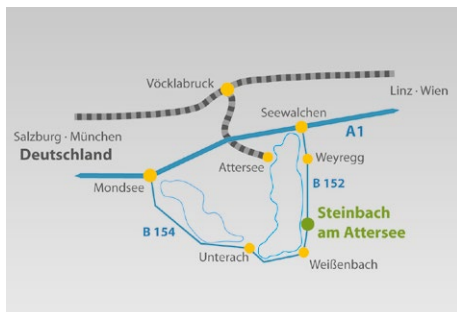 Vöcklabruck
Linz · Wien
Seewalchen
A1
Salzburg · München
Deutschland
Attersee
Weyregg
Mondsee
B 152
Steinbach
am Attersee
B 154
Unterach
Weißenbach